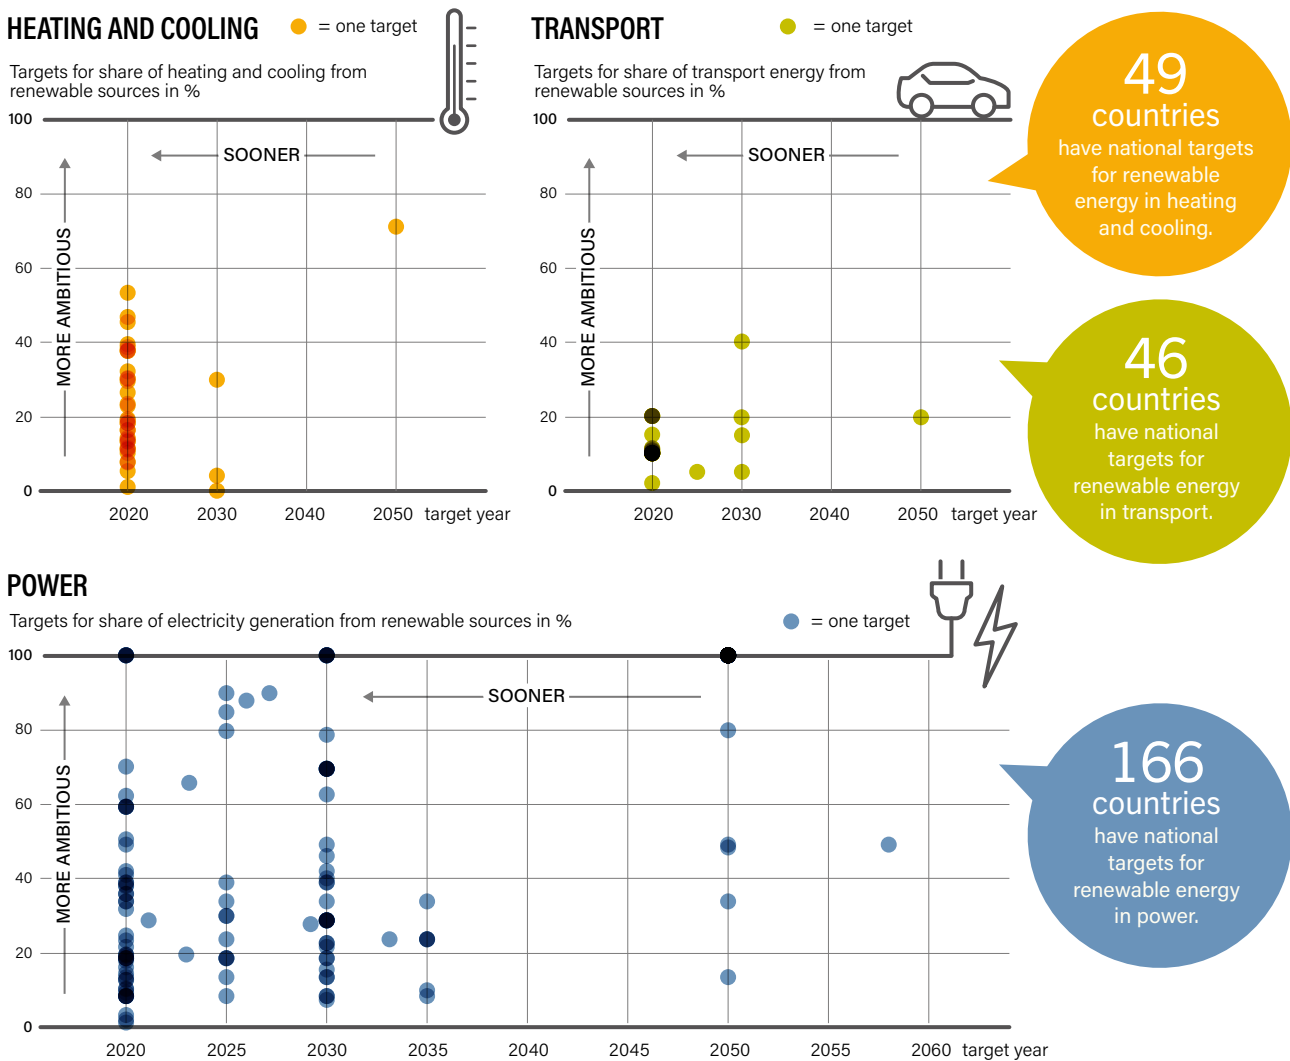 HEATING AND COOLING
= one target
Targets for share of heating and cooling from
renewable sources in %
100
80
60
40
20
0
MORE AMBITIOUS
SOONER
2020 2030 2040 2050 target year
TRANSPORT
= one target
Targets for share of transport energy from
renewable sources in %
100
80
60
40
20
0
MORE AMBITIOUS
SOONER
2020 2030 2040 2050 target year
49
countries
have national targets
for renewable
energy in heating
and cooling.
46
countries
have national
targets for
renewable energy
in transport.
POWER
Targets for share of electricity generation from renewable sources in %
= one target
100
80
60
40
20
0
MORE AMBITIOUS
SOONER
2020 2025 2030 2035 2040 2045 2050 2055 2060 target year
166
countries
have national
targets for
renewable energy
in power.